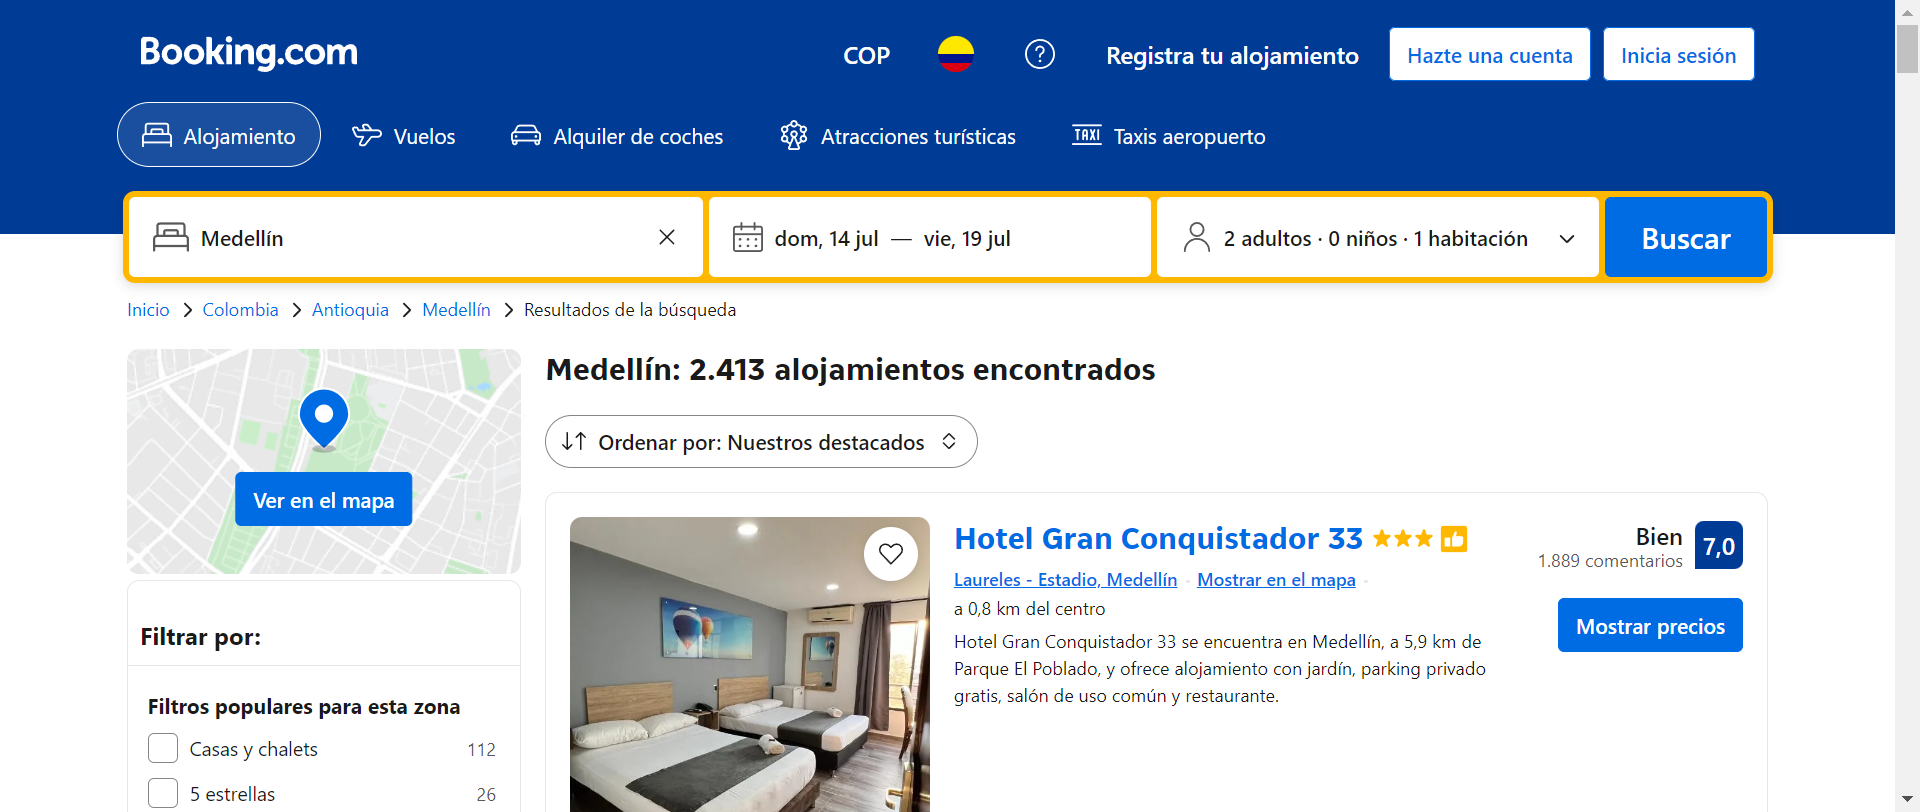 Booking.com
COP
Registra tu alojamiento
Hazte una cuenta
Inicia sesión
Alojamiento
Vuelos
Alquiler de coches
Atracciones turísticas
TAXI
Taxis aeropuerto
Medellín
dom, 14 jul — vie, 19 jul
2 adultos · 0 niños · 1 habitación
Buscar
Inicio
Colombia
Antioquia
Medellín
Resultados de la búsqueda
Ver en el mapa
Filtrar por:
Filtros populares para esta zona
Casas y chalets 112
5 estrellas 26
Medellín: 2.413 alojamientos encontrados
Ordenar por: Nuestros destacados
Hotel Gran Conquistador 33
Laureles - Estadio, Medellín
Mostrar en el mapa
a 0,8 km del centro
Hotel Gran Conquistador 33 se encuentra en Medellín, a 5,9 km de
Parque El Poblado, y ofrece alojamiento con jardín, parking privado
gratis, salón de uso común y restaurante.
Bien
1.889 comentarios
7,0
Mostrar precios